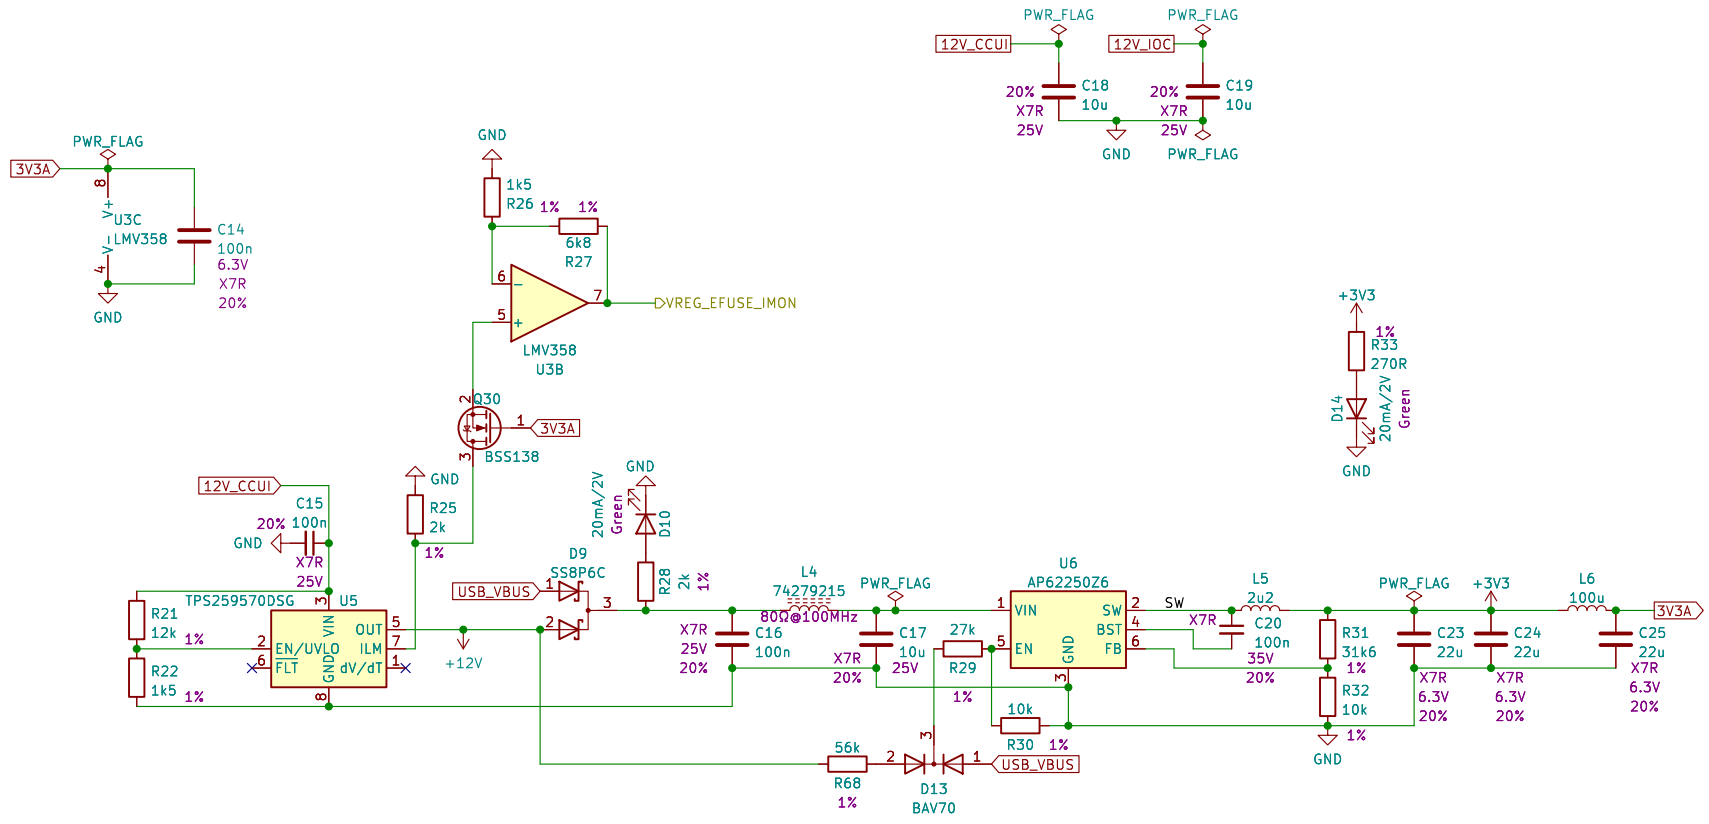 PWR_FLAG
PWR_FLAG
12V_CCUI
12V_IOC
20%
X7R
25V
C18
10u
20%
X7R
25V
C19
10u
GND
PWR_FLAG
PWR_FLAG
3V3A
8
V+
U3C
LMV358
V-
4
GND
C14
100n
6.3V
X7R
20%
GND
1k5
R26
1%
1%
6k8
R27
6
-
7
VREG_EFUSE_IMON
5
+
LMV358
U3B
2
Q30
1
3V3A
3
BSS138
+3V3
1%
R33
270R
D14
20mA/2V
Green
GND
12V_CCUI
C15
20%
100n
GND
X7R
25V
GND
R25
2k
1%
GND
20mA/2V
Green
D10
R28
2k
1%
D9
SS8P6C
USB_VBUS
1
2
3
TPS259570DSG
U5
3
R21
12k
1%
VIN
OUT
5
2
EN/UVLO
ILM
7
6
FLT
GND
dV/dT
1
8
R22
1k5
1%
+12V
L4
74279215
80Ω@100MHz
PWR_FLAG
X7R
25V
20%
C16
100n
C17
10u
X7R
25V
20%
U6
AP62250Z6
1
VIN
SW
2
SW
BST
4
5
EN
GND
FB
6
3
27k
R29
1%
10k
R30
1%
L5
2u2
X7R
C20
100n
35V
20%
R31
31k6
1%
R32
10k
1%
GND
PWR_FLAG
+3V3
L6
100u
3V3A
C23
22u
X7R
6.3V
20%
C24
22u
X7R
6.3V
20%
C25
22u
X7R
6.3V
20%
56k
R68
1%
2
3
1
USB_VBUS
D13
BAV70